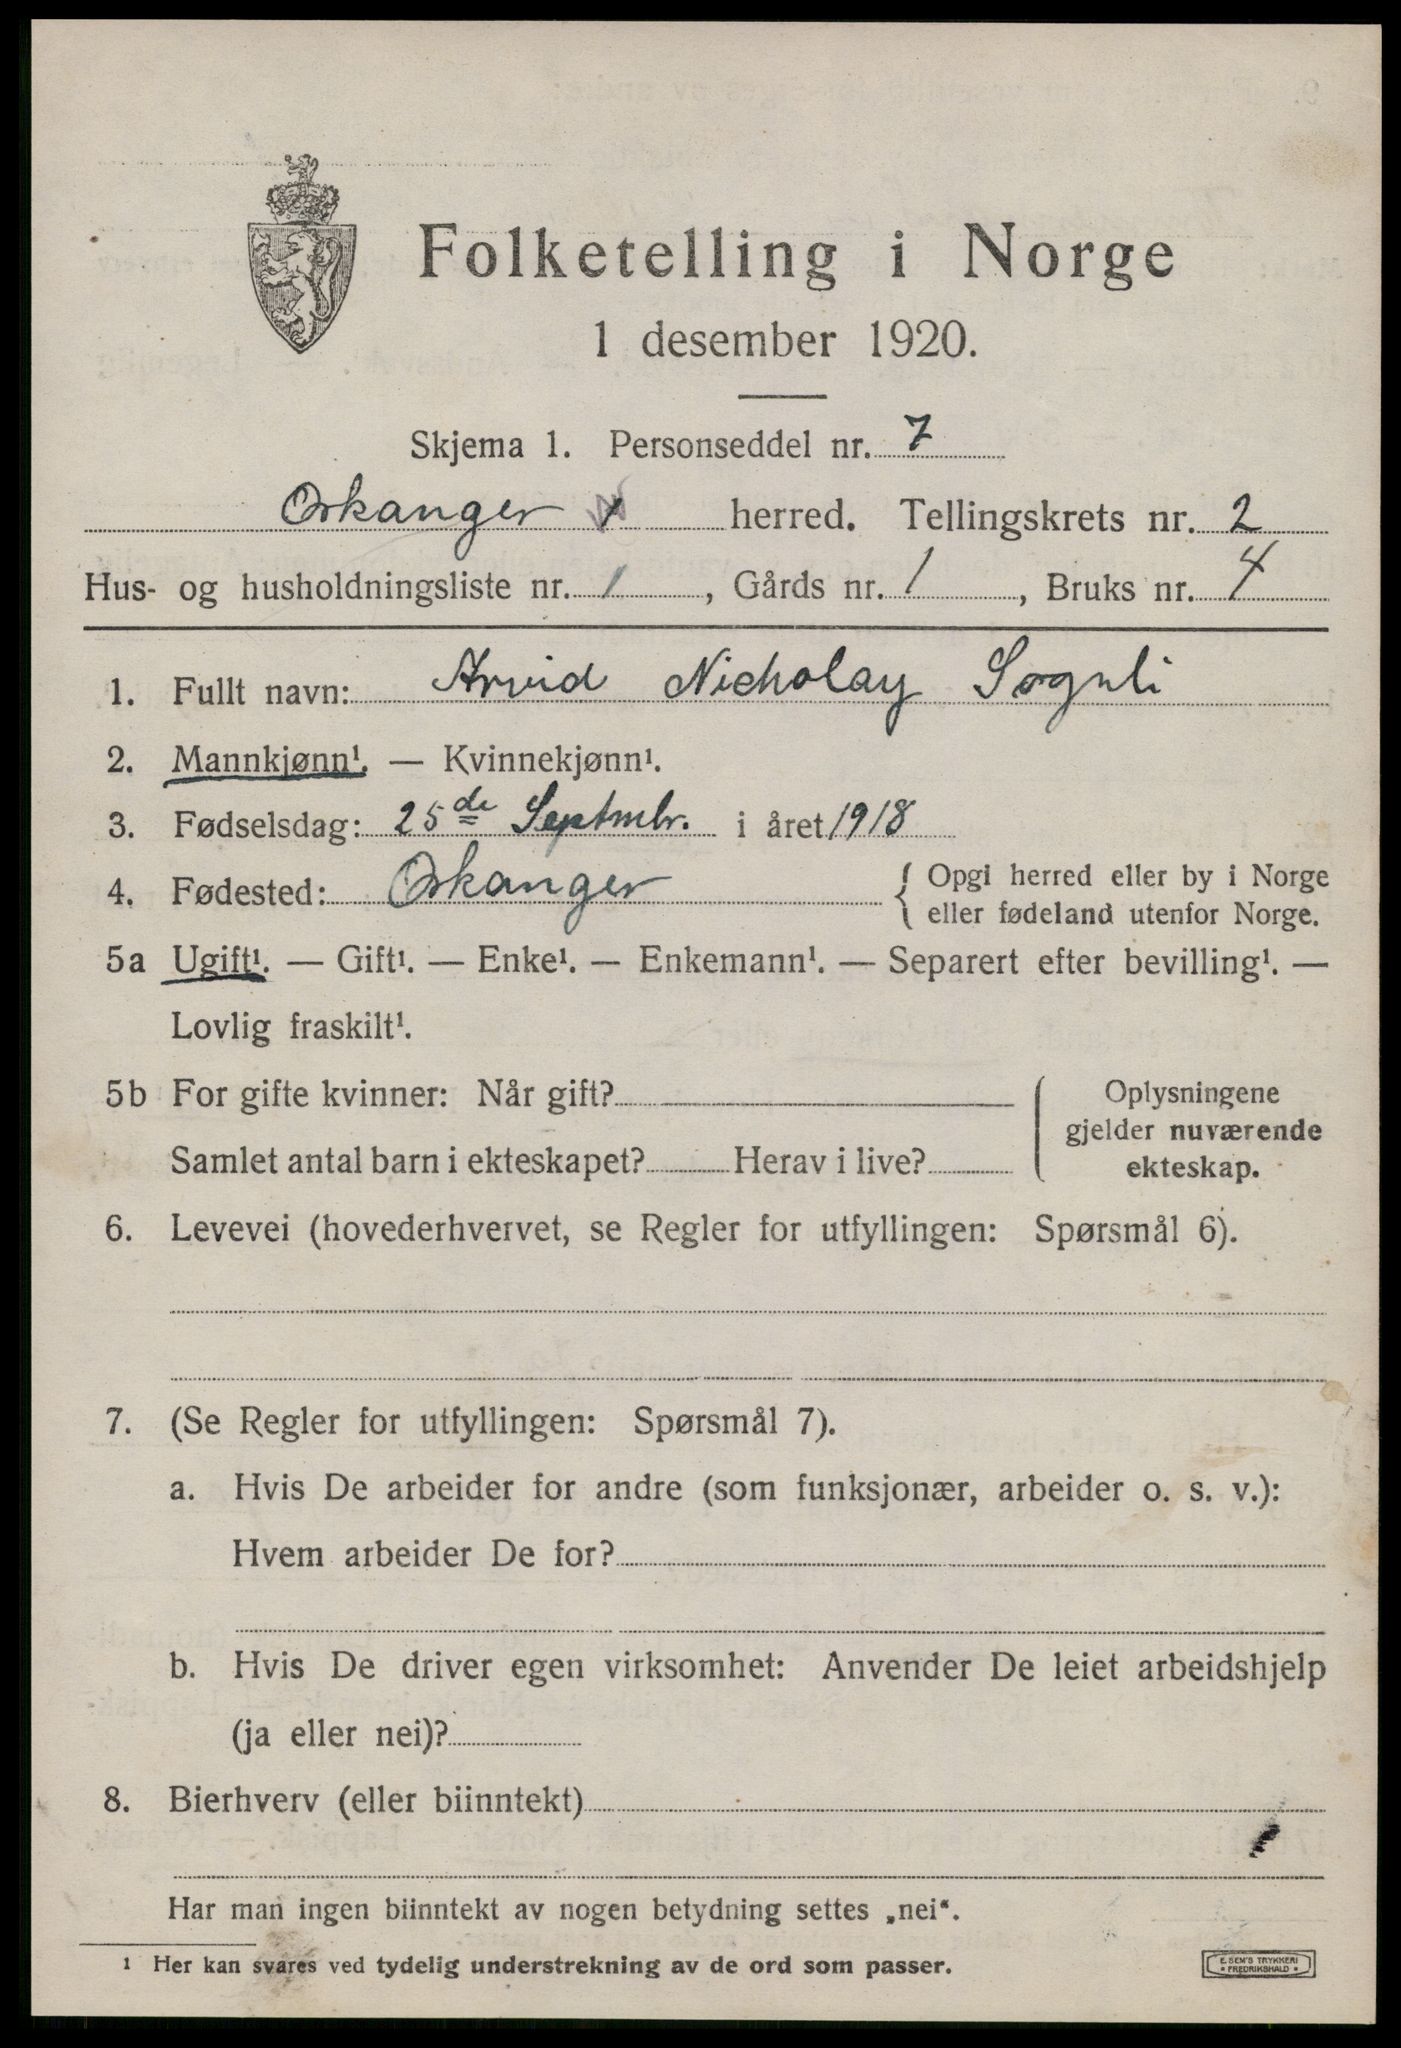 Folketelling i Norge
1 desember 1920.
Skjema 1. Personseddel nr. 7
Orkanger herred. Tellingskrets nr. 2
Hus- og husholdningsliste nr. 1, Gårds nr. 1, Bruks nr. 4
1. Fullt navn: Arvid Nicholay Sognli
2. Mannkjønn¹. — Kvinnekjønn¹.
3. Fødselsdag: 25de Septmbr. i året 1918
4. Fødested: Orkanger { Opgi herred eller by i Norge
eller fødeland utenfor Norge.
5a Ugift¹. — Gift¹. — Enke¹. — Enkemann¹. — Separert efter bevilling¹. —
Lovlig fraskilt¹.
5b For gifte kvinner: Når gift?
Samlet antal barn i ekteskapet? Herav i live?
Oplysningene
gjelder nuværende
ekteskap.
6. Levevei (hovederhvervet, se Regler for utfyllingen: Spørsmål 6).
7. (Se Regler for utfyllingen: Spørsmål 7).
a. Hvis De arbeider for andre (som funksjonær, arbeider o. s. v.):
Hvem arbeider De for?
b. Hvis De driver egen virksomhet: Anvender De leiet arbeidshjelp
(ja eller nei)?
8. Bierhverv (eller biinntekt)
Har man ingen biinntekt av nogen betydning settes „nei“.
¹ Her kan svares ved tydelig understrekning av de ord som passer.
E. SEM'S TRYKKERI
* FREDRIKSHALD *